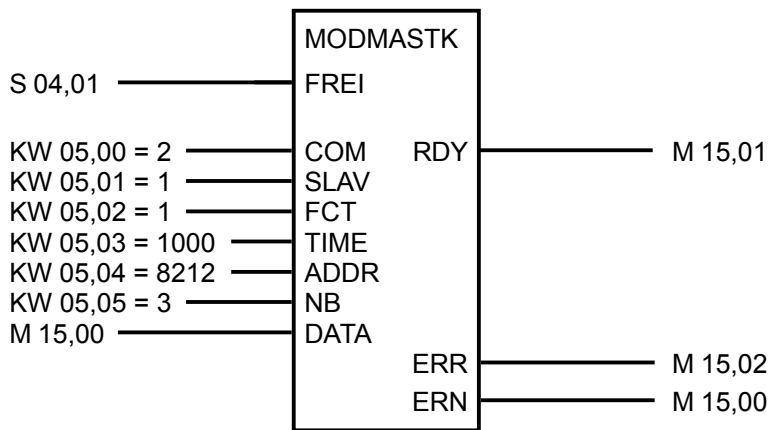 MODMASTK
S 04,01 FREI
KW 05,00 = 2 COM RDY M 15,01
KW 05,01 = 1 SLAV
KW 05,02 = 1 FCT
KW 05,03 = 1000 TIME
KW 05,04 = 8212 ADDR
KW 05,05 = 3 NB
M 15,00 DATA
ERR M 15,02
ERN M 15,00